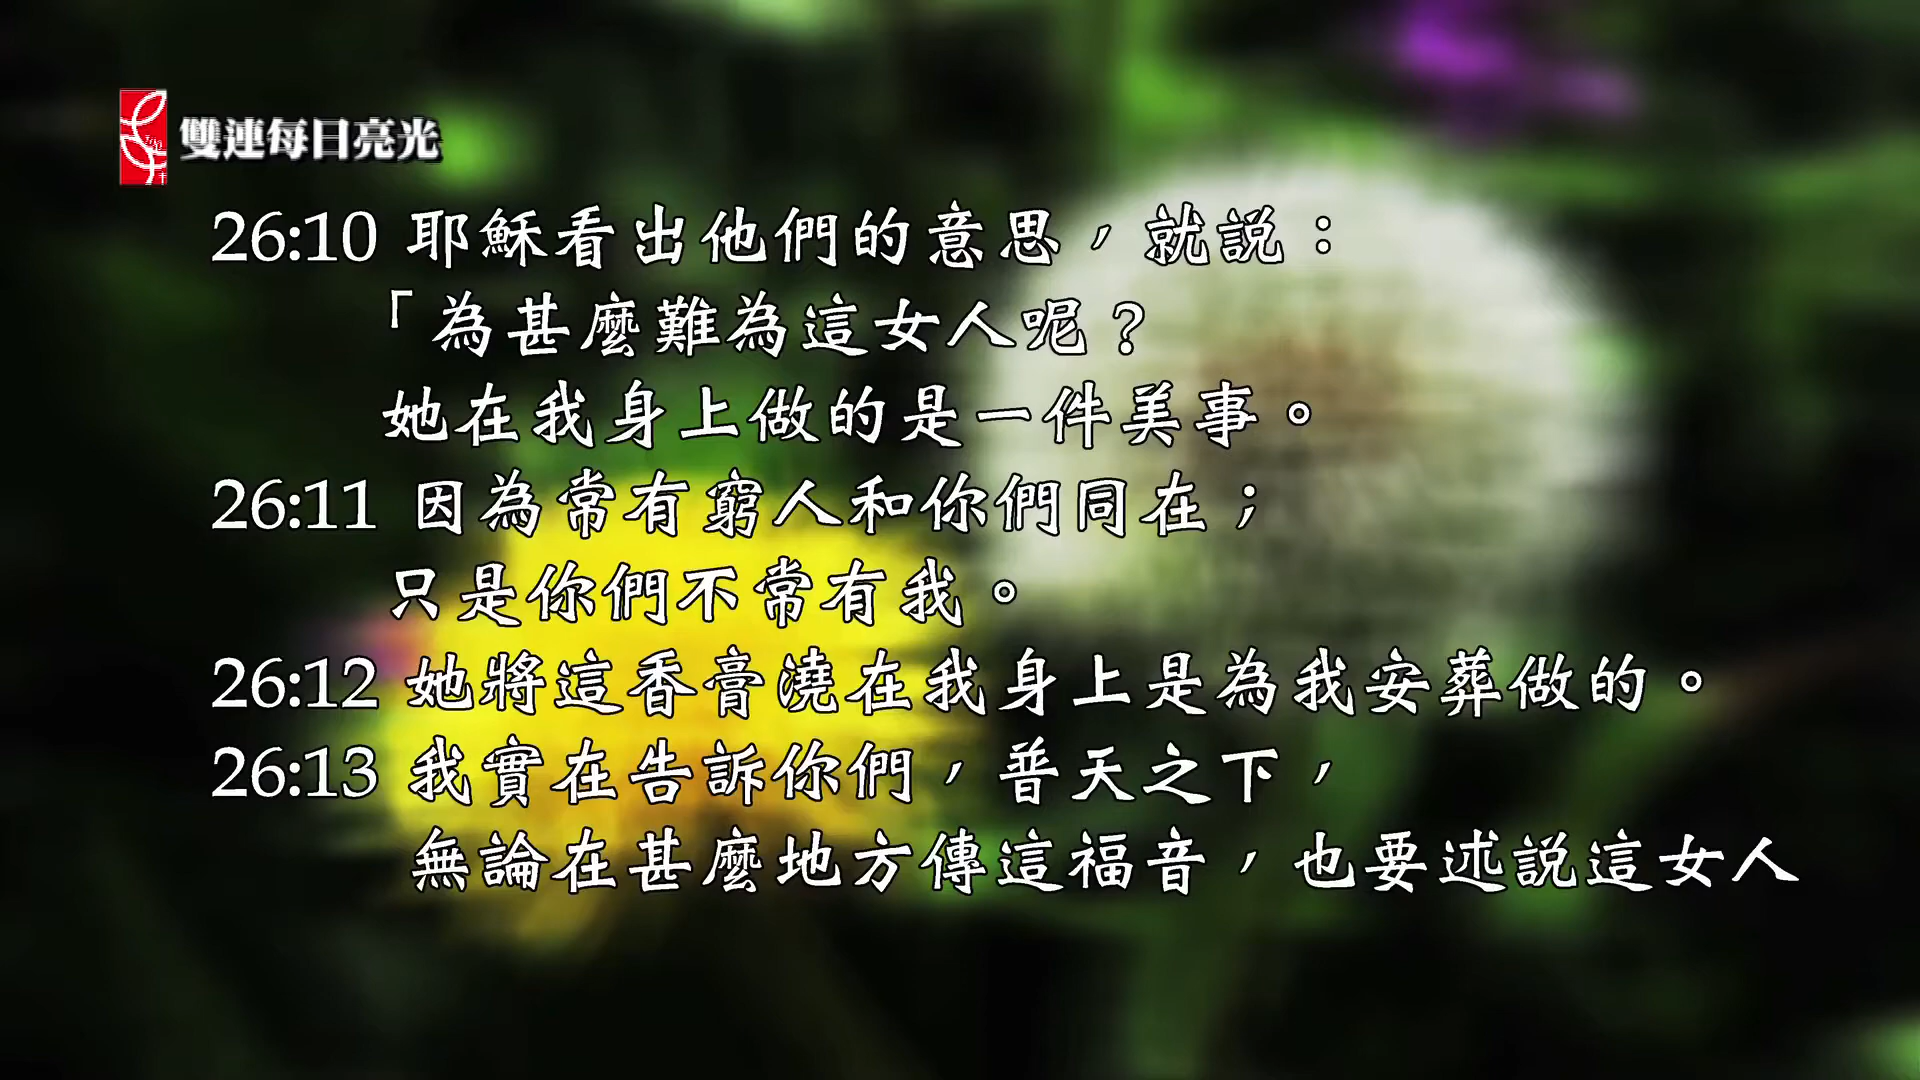 雙連每日亮光
26:10 耶穌看出他們的意思，就說：
「為甚麼難為這女人呢？
她在我身上做的是一件美事。
26:11 因為常有窮人和你們同在；
只是你們不常有我。
26:12 她將這香膏澆在我身上是為我安葬做的。
26:13 我實在告訴你們，普天之下，
無論在甚麼地方傳這福音，也要述說這女人